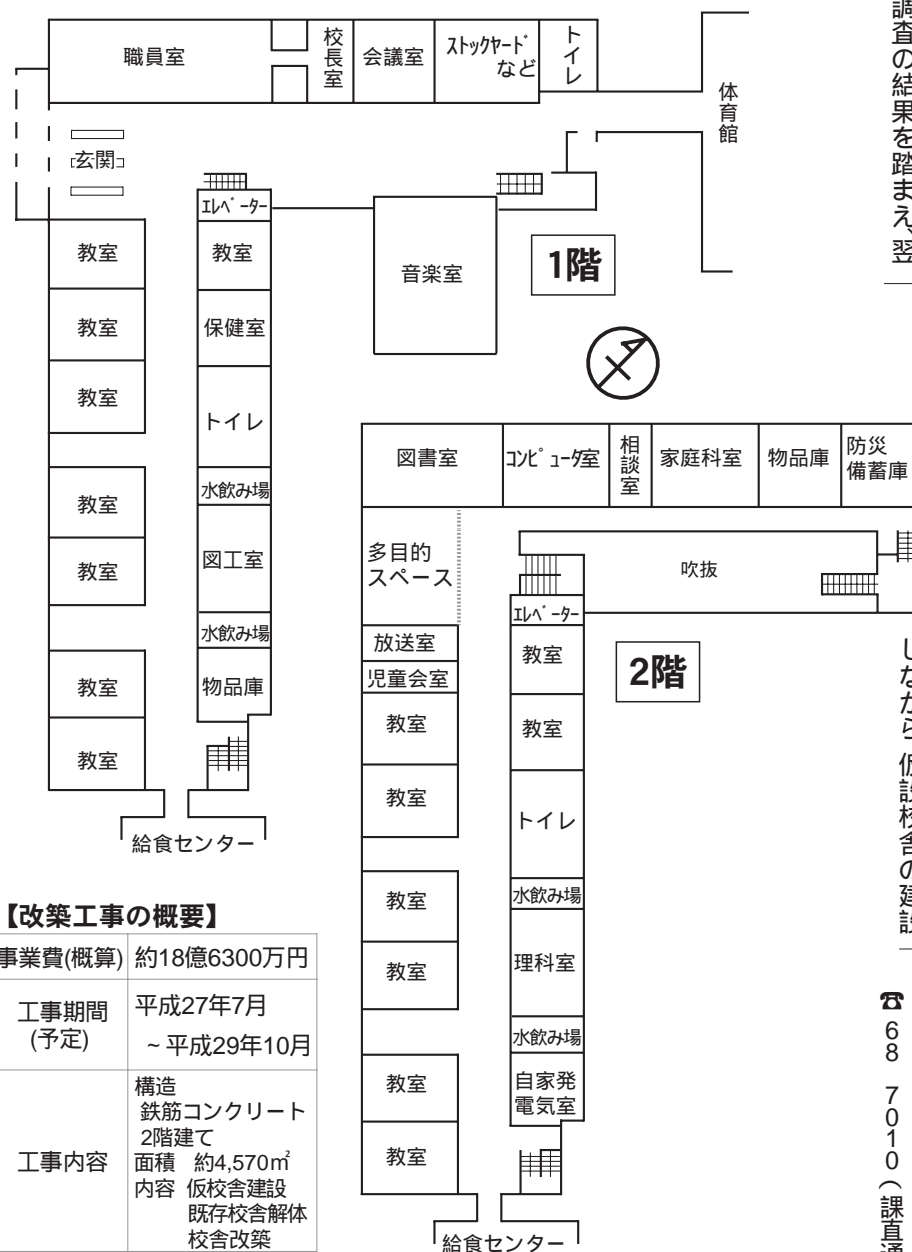 調査の結果を踏まえ、翌
職員室
校長室
会議室
ストックヤード
など
トイレ
体育館
玄関
エレベーター
教室
教室
音楽室
1階
教室
保健室
教室
トイレ
教室
水飲み場
教室
図工室
水飲み場
教室
物品庫
教室
給食センター
図書室
コンピュータ室
相談室
家庭科室
物品庫
防災
備蓄庫
多目的
スペース
吹抜
エレベーター
放送室
教室
2階
児童会室
教室
教室
教室
トイレ
教室
水飲み場
教室
理科室
水飲み場
教室
自家発
電気室
教室
給食センター
しながら 仮設校舎の建設
☎68 7010(課直通
【改築工事の概要】
事業費(概算) 約18億6300万円
工事期間
(予定)
平成27年7月
~平成29年10月
工事内容
構造
鉄筋コンクリート
2階建て
面積 約4,570㎡
内容 仮校舎建設
既存校舎解体
校舎改築